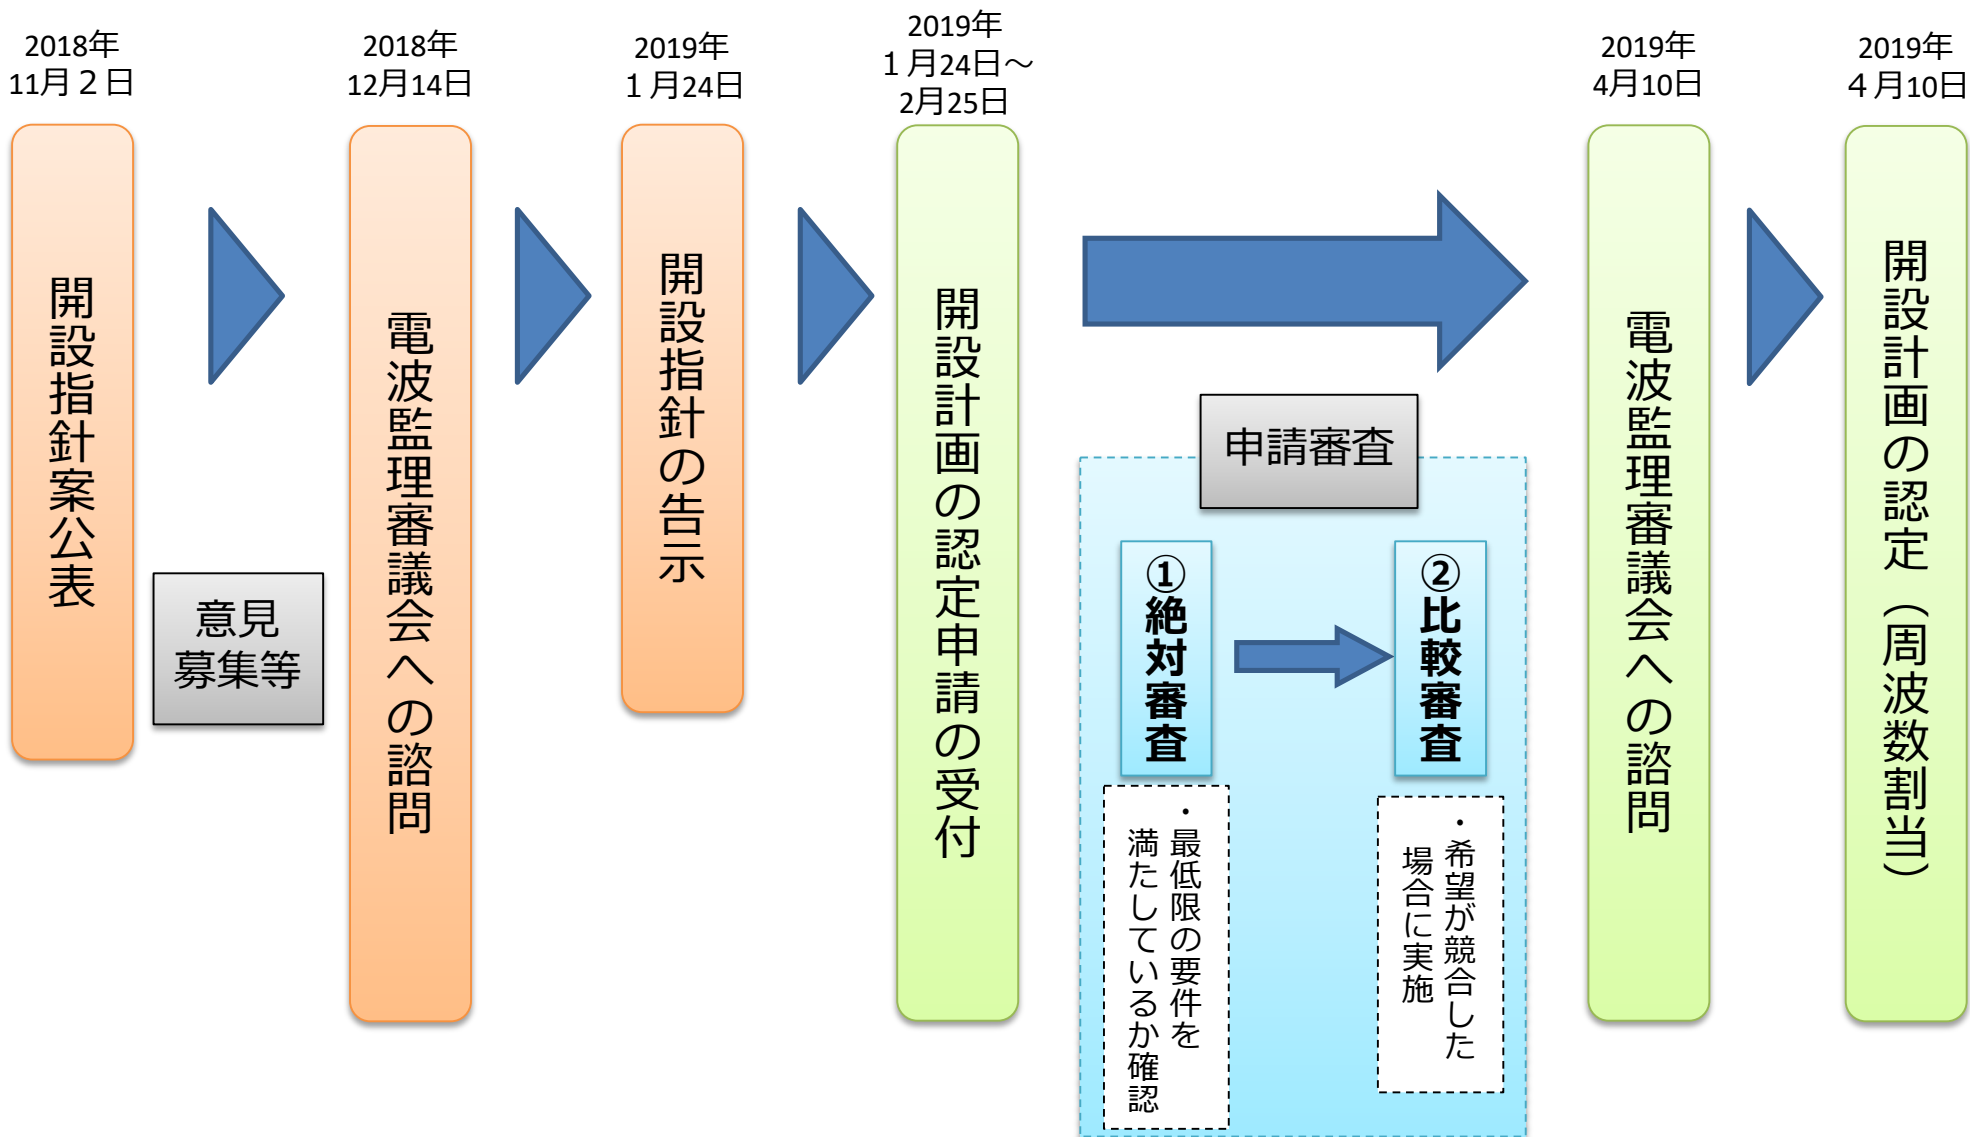 2018年
11月２日
開設指針案公表
意見
募集等
2018年
12月14日
電波監理審議会への諮問
2019年
１月24日
開設指針の告示
2019年
１月24日～
2月25日
開設計画の認定申請の受付
申請審査
①絶対審査
・最低限の要件を
満たしているか確認
②比較審査
・希望が競合した
場合に実施
2019年
4月10日
電波監理審議会への諮問
2019年
４月10日
開設計画の認定（周波数割当）